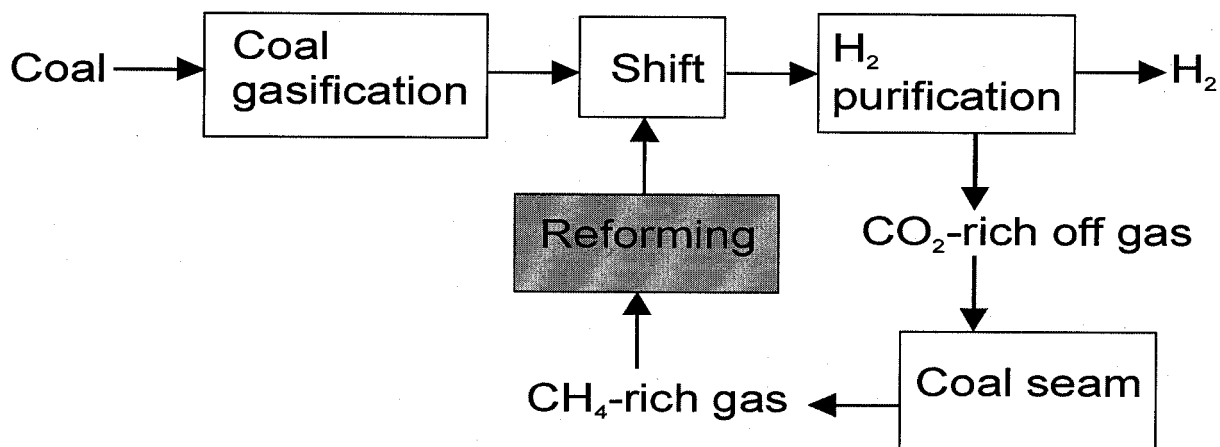 Coal
Coal
gasification
Shift
H₂
purification
H₂
Reforming
CO₂-rich off gas
CH₄-rich gas
Coal seam